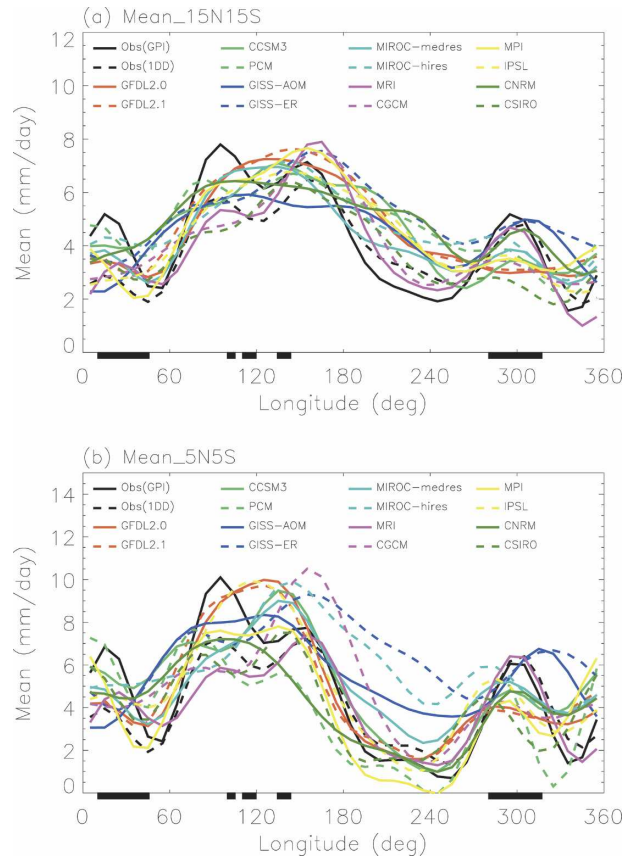 (a) Mean_15N15S
Mean (mm/day)
12
10
8
6
4
2
0
Obs(GPI) CCSM3 MIROC-medres MPI
Obs(1DD) PCM MIROC-hires IPSL
GFDL2.0 GISS-AOM MRI CNRM
GFDL2.1 GISS-ER CGCM CSIRO
0 60 120 180 240 300 360
Longitude (deg)
(b) Mean_5N5S
Mean (mm/day)
14
12
10
8
6
4
2
0
Obs(GPI) CCSM3 MIROC-medres MPI
Obs(1DD) PCM MIROC-hires IPSL
GFDL2.0 GISS-AOM MRI CNRM
GFDL2.1 GISS-ER CGCM CSIRO
0 60 120 180 240 300 360
Longitude (deg)